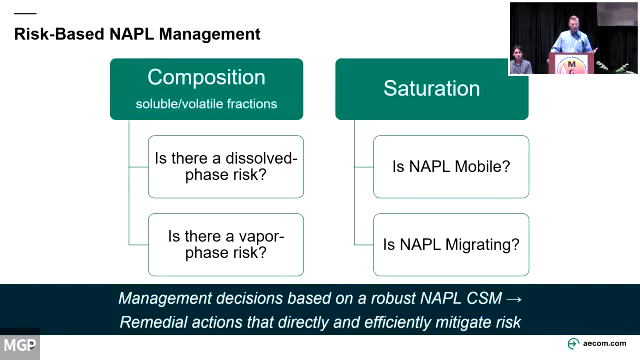 Risk-Based NAPL Management
Composition
soluble/volatile fractions
Is there a dissolved-
phase risk?
Is there a vapor-
phase risk?
Saturation
Is NAPL Mobile?
Is NAPL Migrating?
Management decisions based on a robust NAPL CSM →
Remedial actions that directly and efficiently mitigate risk
MGP
aecom.com